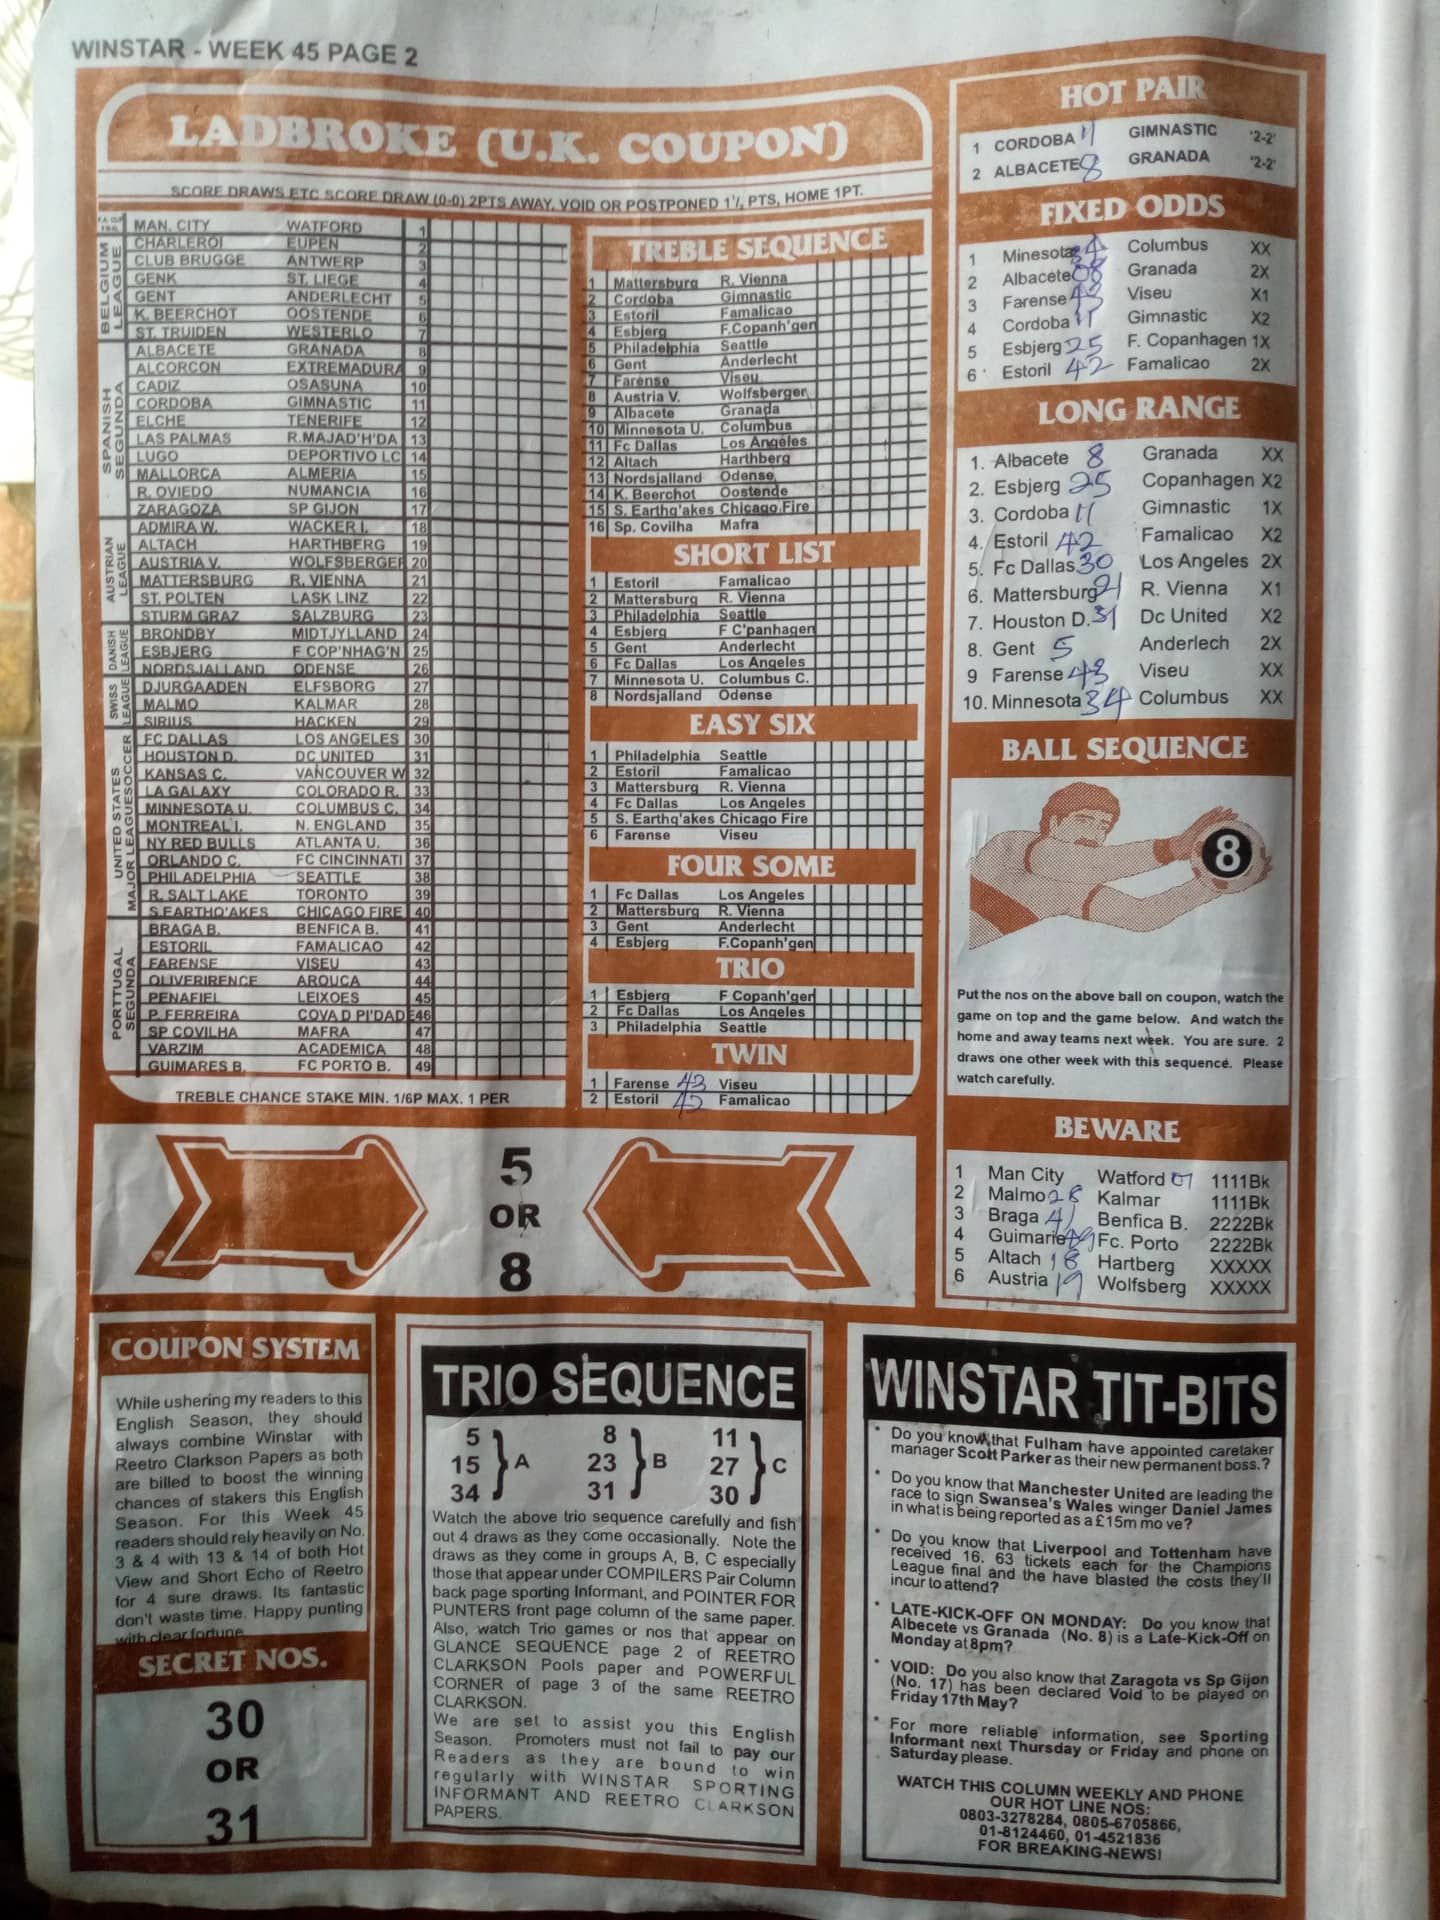 WINSTAR - WEEK 45 PAGE 2
LADBROKE (U.K. COUPON)
SCORE DRAWS ETC SCORE DRAW (0-0) 2PTS AWAY, VOID OR POSTPONED 1½ PTS, HOME 1PT.
MAN. CITY WATFORD 1
BELGIUM LEAGUE
CHARLEROI EUPEN 2
CLUB BRUGGE ANTWERP 3
GENK ST. LIEGE 4
GENT ANDERLECHT 5
K. BEERCHOT OOSTENDE 6
ST. TRUIDEN WESTERLO 7
SPANISH SEGUNDA
ALBACETE GRANADA 8
ALCORCON EXTREMADURA 9
CADIZ OSASUNA 10
CORDOBA GIMNASTIC 11
ELCHE TENERIFE 12
LAS PALMAS R.MAJAD'H'DA 13
LUGO DEPORTIVO LC 14
MALLORCA ALMERIA 15
R. OVIEDO NUMANCIA 16
ZARAGOZA SP GIJON 17
AUSTRIAN LEAGUE
ADMIRA W. WACKER I. 18
ALTACH HARTHBERG 19
AUSTRIA V. WOLFSBERGER 20
MATTERSBURG R. VIENNA 21
ST. POLTEN LASK LINZ 22
STURM GRAZ SALZBURG 23
DANISH LEAGUE
BRONDBY MIDTJYLLAND 24
ESBJERG F COP'NHAG'N 25
NORDSJALLAND ODENSE 26
SWISS LEAGUE
DJURGAADEN ELFSBORG 27
MALMO KALMAR 28
SIRIUS HACKEN 29
UNITED STATES MAJOR LEAGUESOCCER
FC DALLAS LOS ANGELES 30
HOUSTON D. DC UNITED 31
KANSAS C. VANCOUVER W 32
LA GALAXY COLORADO R. 33
MINNESOTA U. COLUMBUS C. 34
MONTREAL I. N. ENGLAND 35
NY RED BULLS ATLANTA U. 36
ORLANDO C. FC CINCINNATI 37
PHILADELPHIA SEATTLE 38
R. SALT LAKE TORONTO 39
S.EARTHQ'AKES CHICAGO FIRE 40
PORTTUGAL SEGUNDA
BRAGA B. BENFICA B. 41
ESTORIL FAMALICAO 42
FARENSE VISEU 43
OLIVERIRENCE AROUCA 44
PENAFIEL LEIXOES 45
P. FERREIRA COVA D PI'DADE 46
SP COVILHA MAFRA 47
VARZIM ACADEMICA 48
GUIMARES B. FC PORTO B. 49
TREBLE CHANCE STAKE MIN. 1/6P MAX. 1 PER
TREBLE SEQUENCE
1 Mattersburg R. Vienna
2 Cordoba Gimnastic
3 Estoril Famalicao
4 Esbjerg F.Copanh'gen
5 Philadelphia Seattle
6 Gent Anderlecht
7 Farense Viseu
8 Austria V. Wolfsberger
9 Albacete Granada
10 Minnesota U. Columbus
11 Fc Dallas Los Angeles
12 Altach Harthberg
13 Nordsjalland Odense
14 K. Beerchot Oostende
15 S. Earthq'akes Chicago Fire
16 Sp. Covilha Mafra
SHORT LIST
1 Estoril Famalicao
2 Mattersburg R. Vienna
3 Philadelphia Seattle
4 Esbjerg F C'panhagen
5 Gent Anderlecht
6 Fc Dallas Los Angeles
7 Minnesota U. Columbus C.
8 Nordsjalland Odense
EASY SIX
1 Philadelphia Seattle
2 Estoril Famalicao
3 Mattersburg R. Vienna
4 Fc Dallas Los Angeles
5 S. Earthq'akes Chicago Fire
6 Farense Viseu
FOUR SOME
1 Fc Dallas Los Angeles
2 Mattersburg R. Vienna
3 Gent Anderlecht
4 Esbjerg F.Copanh'gen
TRIO
1 Esbjerg F Copanh'gen
2 Fc Dallas Los Angeles
3 Philadelphia Seattle
TWIN
1 Farense 43 Viseu
2 Estoril 42 Famalicao
HOT PAIR
1 CORDOBA 11 GIMNASTIC '2-2'
2 ALBACETE 8 GRANADA '2-2'
FIXED ODDS
1 Minesota 34 Columbus XX
2 Albacete 08 Granada 2X
3 Farense 43 Viseu X1
4 Cordoba 11 Gimnastic X2
5 Esbjerg 25 F. Copanhagen 1X
6 Estoril 42 Famalicao 2X
LONG RANGE
1. Albacete 8 Granada XX
2. Esbjerg 25 Copanhagen X2
3. Cordoba 11 Gimnastic 1X
4. Estoril 42 Famalicao X2
5. Fc Dallas 30 Los Angeles 2X
6. Mattersburg 21 R. Vienna X1
7. Houston D. 31 Dc United X2
8. Gent 5 Anderlech 2X
9 Farense 43 Viseu XX
10. Minnesota 34 Columbus XX
BALL SEQUENCE
8
Put the nos on the above ball on coupon, watch the
game on top and the game below. And watch the
home and away teams next week. You are sure. 2
draws one other week with this sequence. Please
watch carefully.
BEWARE
1 Man City Watford 01 1111Bk
2 Malmo 28 Kalmar 1111Bk
3 Braga 41 Benfica B. 2222Bk
4 Guimarie 49 Fc. Porto 2222Bk
5 Altach 18 Hartberg XXXXX
6 Austria 19 Wolfsberg XXXXX
5
OR
8
COUPON SYSTEM
While ushering my readers to this
English Season, they should
always combine Winstar with
Reetro Clarkson Papers as both
are billed to boost the winning
chances of stakers this English
Season. For this Week 45
readers should rely heavily on No.
3 & 4 with 13 & 14 of both Hot
View and Short Echo of Reetro
for 4 sure draws. Its fantastic
don't waste time. Happy punting
with clear fortune
SECRET NOS.
30
OR
31
TRIO SEQUENCE
5 8 11
15 A 23 B 27 C
34 31 30
Watch the above trio sequence carefully and fish
out 4 draws as they come occasionally. Note the
draws as they come in groups A, B, C especially
those that appear under COMPILERS Pair Column
back page sporting Informant, and POINTER FOR
PUNTERS front page column of the same paper.
Also, watch Trio games or nos that appear on
GLANCE SEQUENCE page 2 of REETRO
CLARKSON Pools paper and POWERFUL
CORNER of page 3 of the same REETRO
CLARKSON.
We are set to assist you this English
Season. Promoters must not fail to pay our
Readers as they are bound to win
regularly with WINSTAR SPORTING
INFORMANT AND REETRO CLARKSON
PAPERS.
WINSTAR TIT-BITS
* Do you know that Fulham have appointed caretaker
manager Scott Parker as their new permanent boss.?
* Do you know that Manchester United are leading the
race to sign Swansea's Wales winger Daniel James
in what is being reported as a £15m mo ve?
* Do you know that Liverpool and Tottenham have
received 16. 63 tickets each for the Champions
League final and the have blasted the costs they'll
incur to attend?
* LATE-KICK-OFF ON MONDAY: Do you know that
Albecete vs Granada (No. 8) is a Late-Kick-Off on
Monday at 8pm?
* VOID: Do you also know that Zaragota vs Sp Gijon
(No. 17) has been declared Void to be played on
Friday 17th May?
* For more reliable information, see Sporting
Informant next Thursday or Friday and phone on
Saturday please.
WATCH THIS COLUMN WEEKLY AND PHONE
OUR HOT LINE NOS:
0803-3278284, 0805-6705866,
01-8124460, 01-4521836
FOR BREAKING-NEWS!